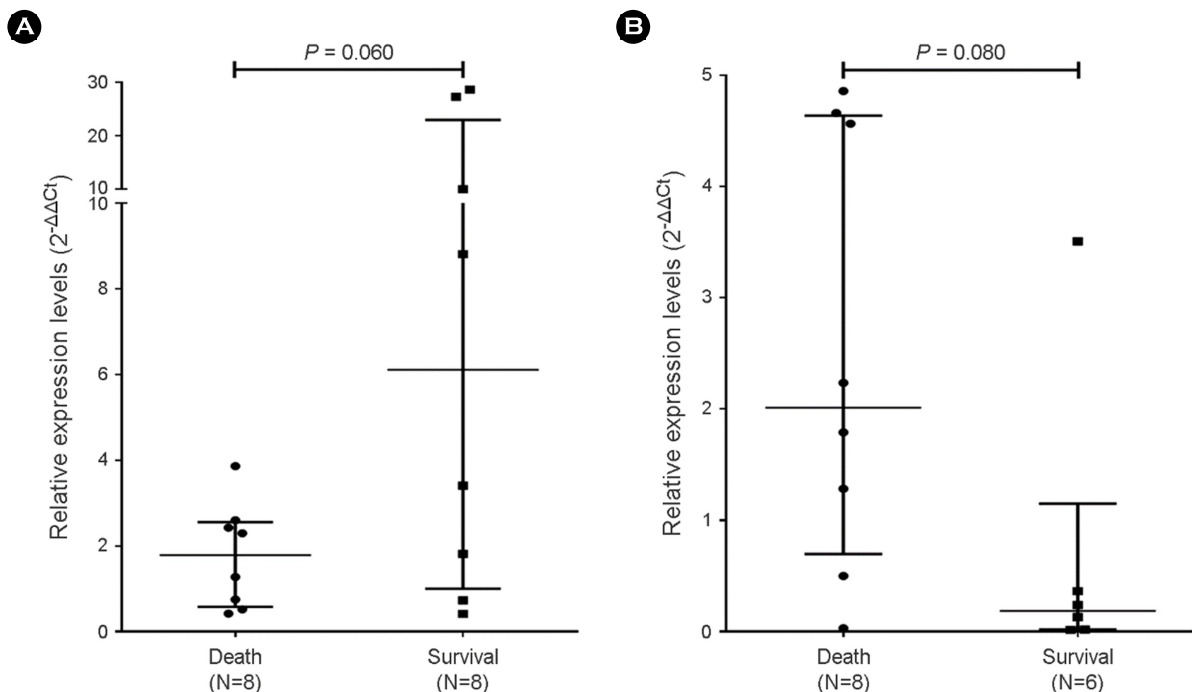 A
P = 0.060
Relative expression levels (2^-ΔΔCt)
30
20
10
10
8
6
4
2
0
Death
(N=8)
Survival
(N=8)
B
P = 0.080
Relative expression levels (2^-ΔΔCt)
5
4
3
2
1
0
Death
(N=8)
Survival
(N=6)